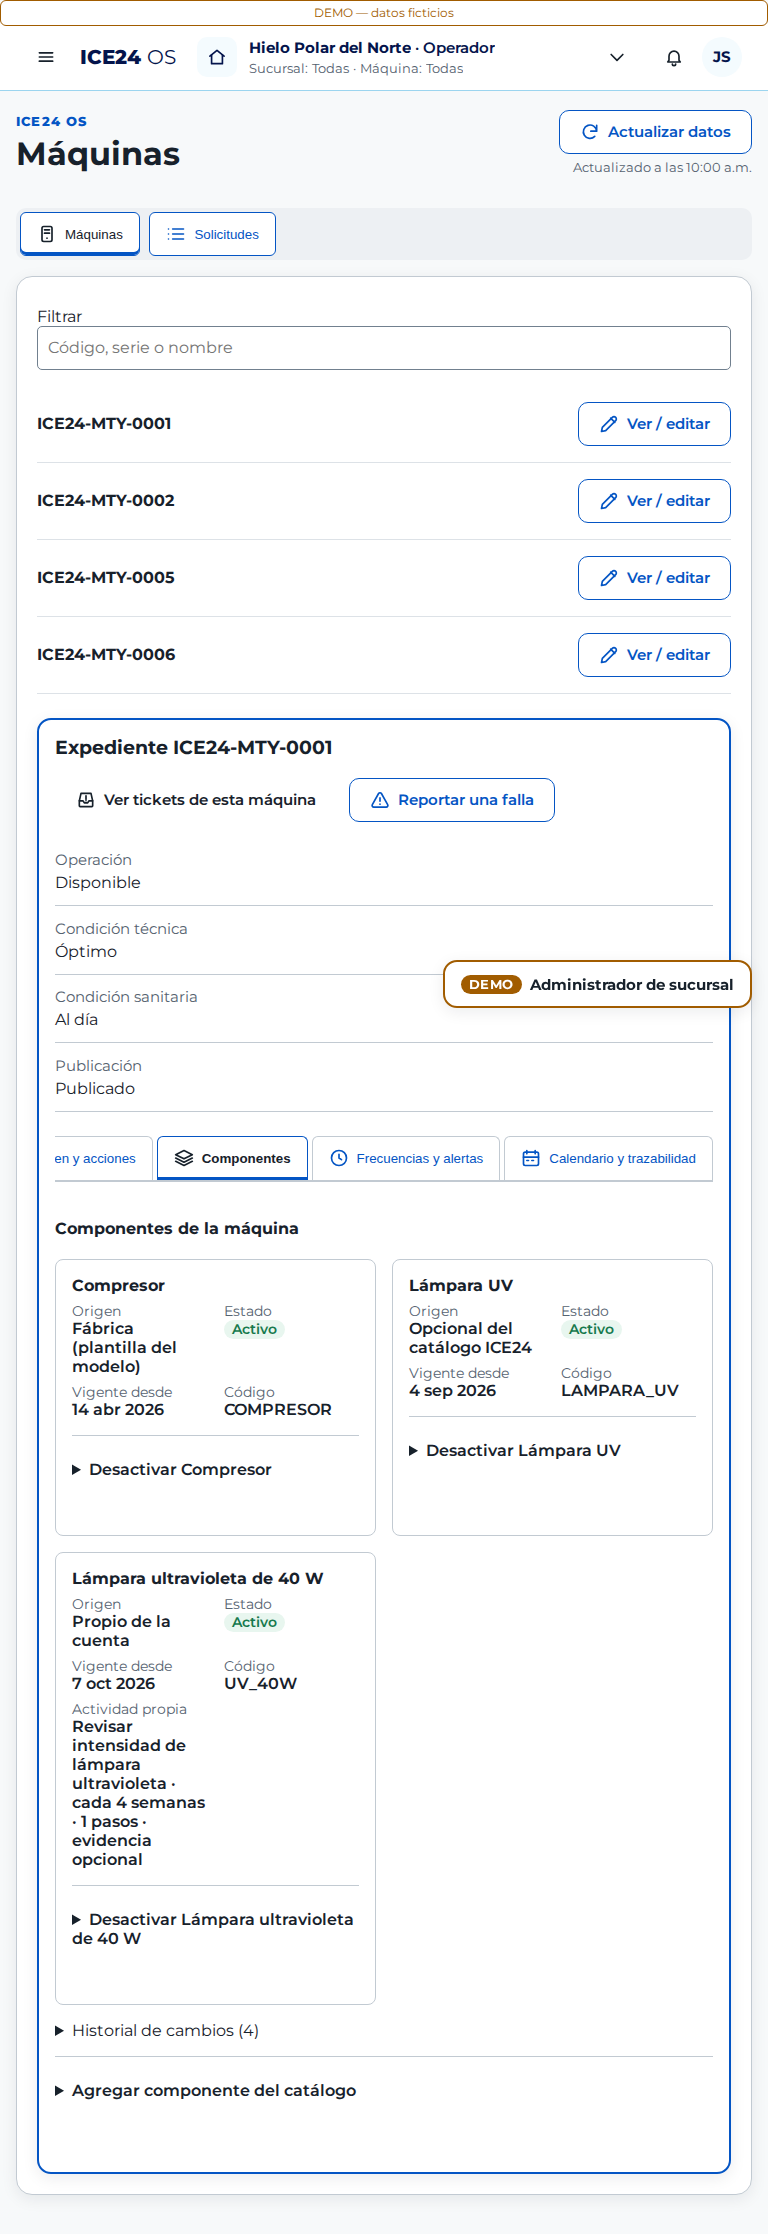 DEMO — datos ficticios
ICE24 OS
Hielo Polar del Norte · Operador
Sucursal: Todas · Máquina: Todas
JS
ICE24 OS
Máquinas
Actualizar datos
Actualizado a las 10:00 a.m.
Máquinas
Solicitudes
Filtrar
Código, serie o nombre
ICE24-MTY-0001
Ver / editar
ICE24-MTY-0002
Ver / editar
ICE24-MTY-0005
Ver / editar
ICE24-MTY-0006
Ver / editar
Expediente ICE24-MTY-0001
Ver tickets de esta máquina
Reportar una falla
Operación
Disponible
Condición técnica
Óptimo
Condición sanitaria
Al día
DEMO Administrador de sucursal
Publicación
Publicado
en y acciones
Componentes
Frecuencias y alertas
Calendario y trazabilidad
Componentes de la máquina
Compresor
Origen
Fábrica
(plantilla del
modelo)
Estado
Activo
Vigente desde
14 abr 2026
Código
COMPRESOR
Desactivar Compresor
Lámpara UV
Origen
Opcional del
catálogo ICE24
Estado
Activo
Vigente desde
4 sep 2026
Código
LAMPARA_UV
Desactivar Lámpara UV
Lámpara ultravioleta de 40 W
Origen
Propio de la
cuenta
Estado
Activo
Vigente desde
7 oct 2026
Código
UV_40W
Actividad propia
Revisar
intensidad de
lámpara
ultravioleta ·
cada 4 semanas
· 1 pasos ·
evidencia
opcional
Desactivar Lámpara ultravioleta
de 40 W
Historial de cambios (4)
Agregar componente del catálogo